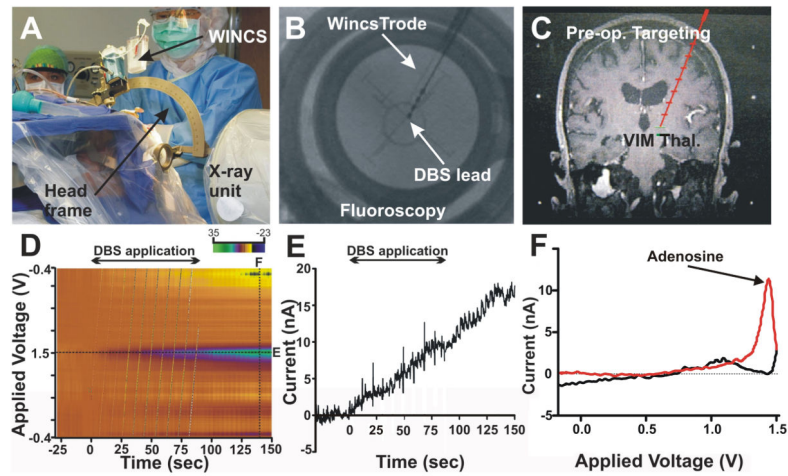 A
WINCS
Head
frame
X-ray
unit
B
WincsTrode
DBS lead
Fluoroscopy
C
Pre-op. Targeting
VIM Thal.
D
DBS application
35
-23
F
Applied Voltage (V)
-0.4
1.5
-0.4
E
-25 0 25 50 75 100 125 150
Time (sec)
E
DBS application
Current (nA)
20
15
10
5
0
0 25 50 75 100 125 150
Time (sec)
F
Adenosine
Current (nA)
15
10
5
0
-5
0.0 0.5 1.0 1.5
Applied Voltage (V)